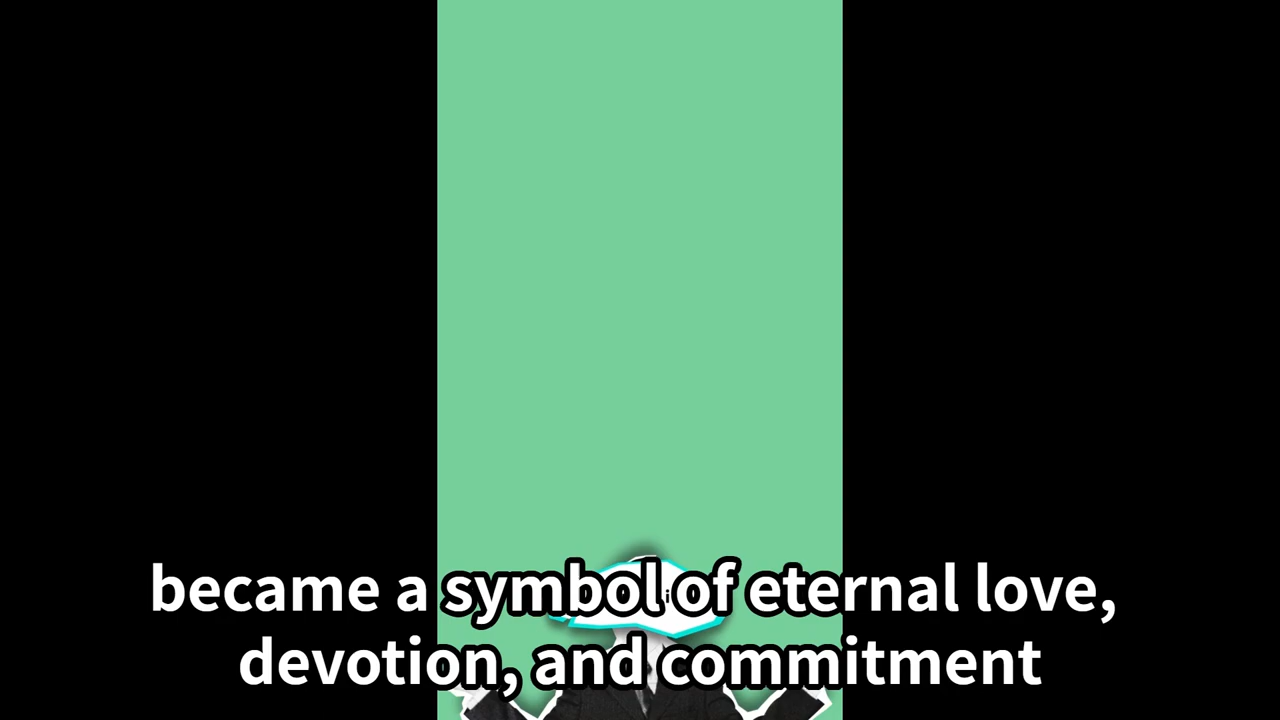 became a symbol of eternal love,
devotion, and commitment